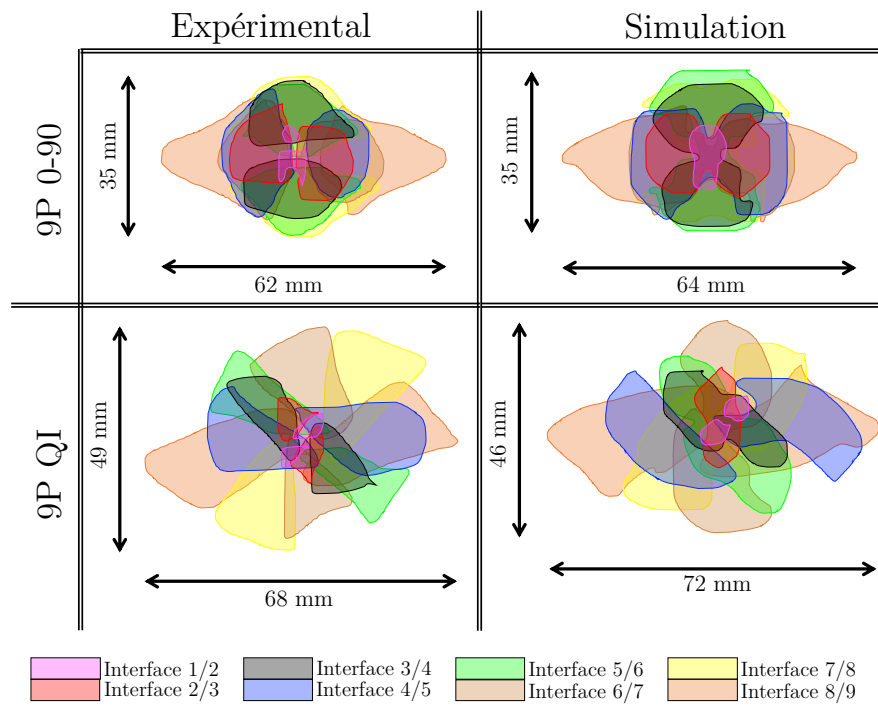 Expérimental
Simulation
9P 0-90
35 mm
62 mm
35 mm
64 mm
9P QI
49 mm
68 mm
46 mm
72 mm
Interface 1/2
Interface 3/4
Interface 5/6
Interface 7/8
Interface 2/3
Interface 4/5
Interface 6/7
Interface 8/9